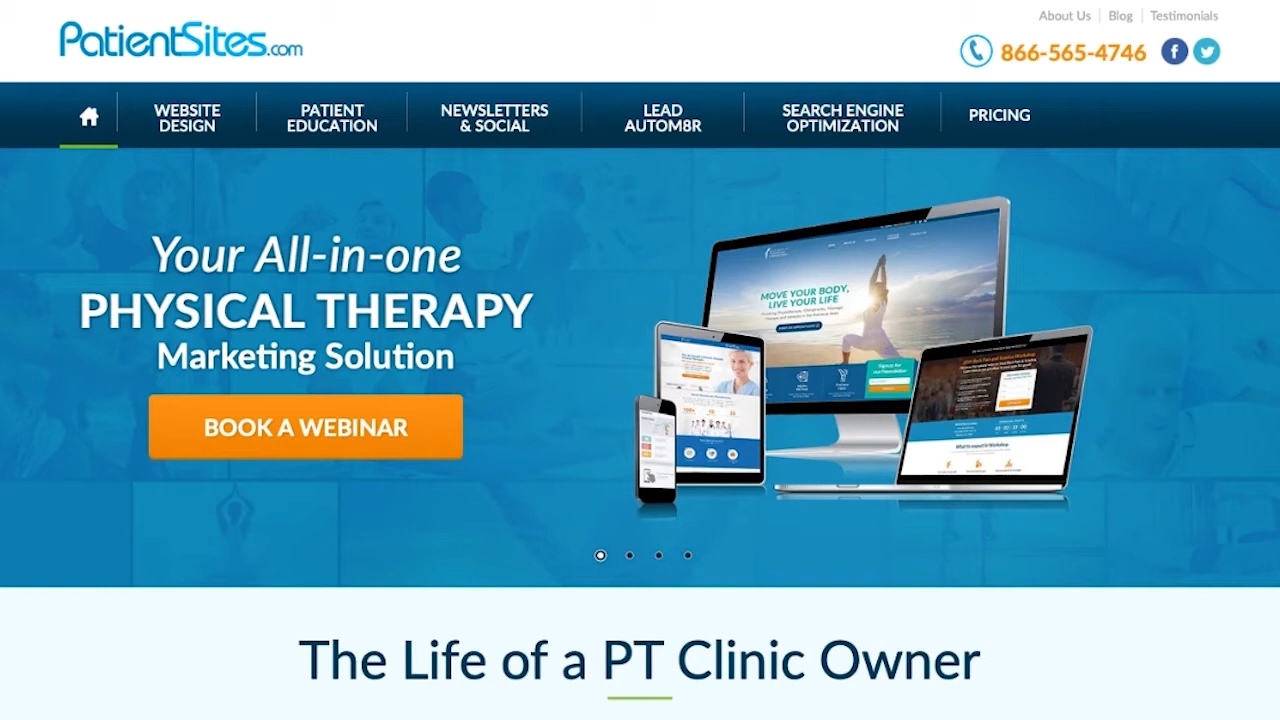 About Us
Blog
Testimonials
PatientSites.com
866-565-4746
WEBSITE
DESIGN
PATIENT
EDUCATION
NEWSLETTERS
& SOCIAL
LEAD
AUTOM8R
SEARCH ENGINE
OPTIMIZATION
PRICING
Your All-in-one
PHYSICAL THERAPY
Marketing Solution
BOOK A WEBINAR
MOVE YOUR BODY,
LIVE YOUR LIFE
The Life of a PT Clinic Owner